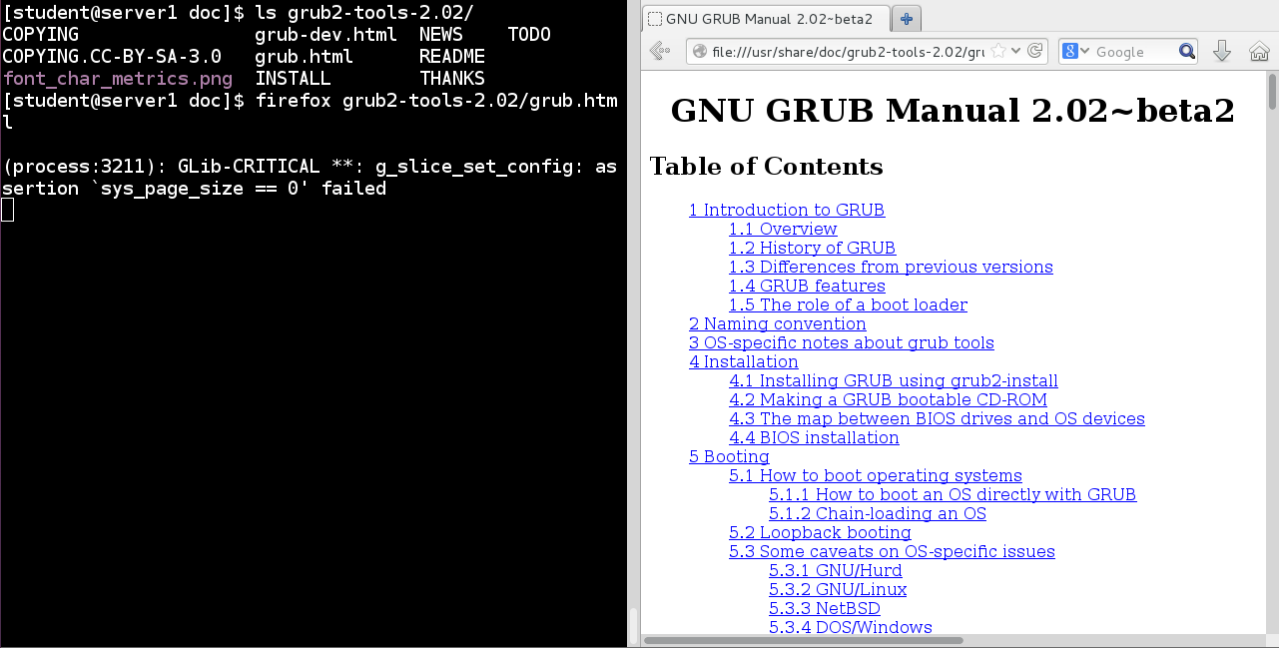 [student@server1 doc]$ ls grub2-tools-2.02/
COPYING grub-dev.html NEWS TODO
COPYING.CC-BY-SA-3.0 grub.html README
font_char_metrics.png INSTALL THANKS
[student@server1 doc]$ firefox grub2-tools-2.02/grub.htm
l
(process:3211): GLib-CRITICAL **: g_slice_set_config: as
sertion `sys_page_size == 0' failed
GNU GRUB Manual 2.02~beta2
file:///usr/share/doc/grub2-tools-2.02/gru
8 Google
GNU GRUB Manual 2.02~beta2
Table of Contents
1 Introduction to GRUB
1.1 Overview
1.2 History of GRUB
1.3 Differences from previous versions
1.4 GRUB features
1.5 The role of a boot loader
2 Naming convention
3 OS-specific notes about grub tools
4 Installation
4.1 Installing GRUB using grub2-install
4.2 Making a GRUB bootable CD-ROM
4.3 The map between BIOS drives and OS devices
4.4 BIOS installation
5 Booting
5.1 How to boot operating systems
5.1.1 How to boot an OS directly with GRUB
5.1.2 Chain-loading an OS
5.2 Loopback booting
5.3 Some caveats on OS-specific issues
5.3.1 GNU/Hurd
5.3.2 GNU/Linux
5.3.3 NetBSD
5.3.4 DOS/Windows